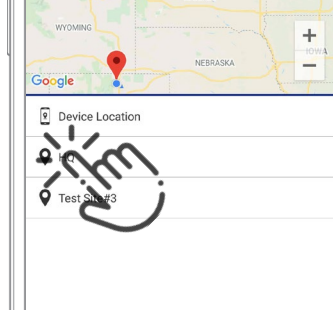 WYOMING
IOWA
NEBRASKA
Google
Device Location
HQ
Test Site#3